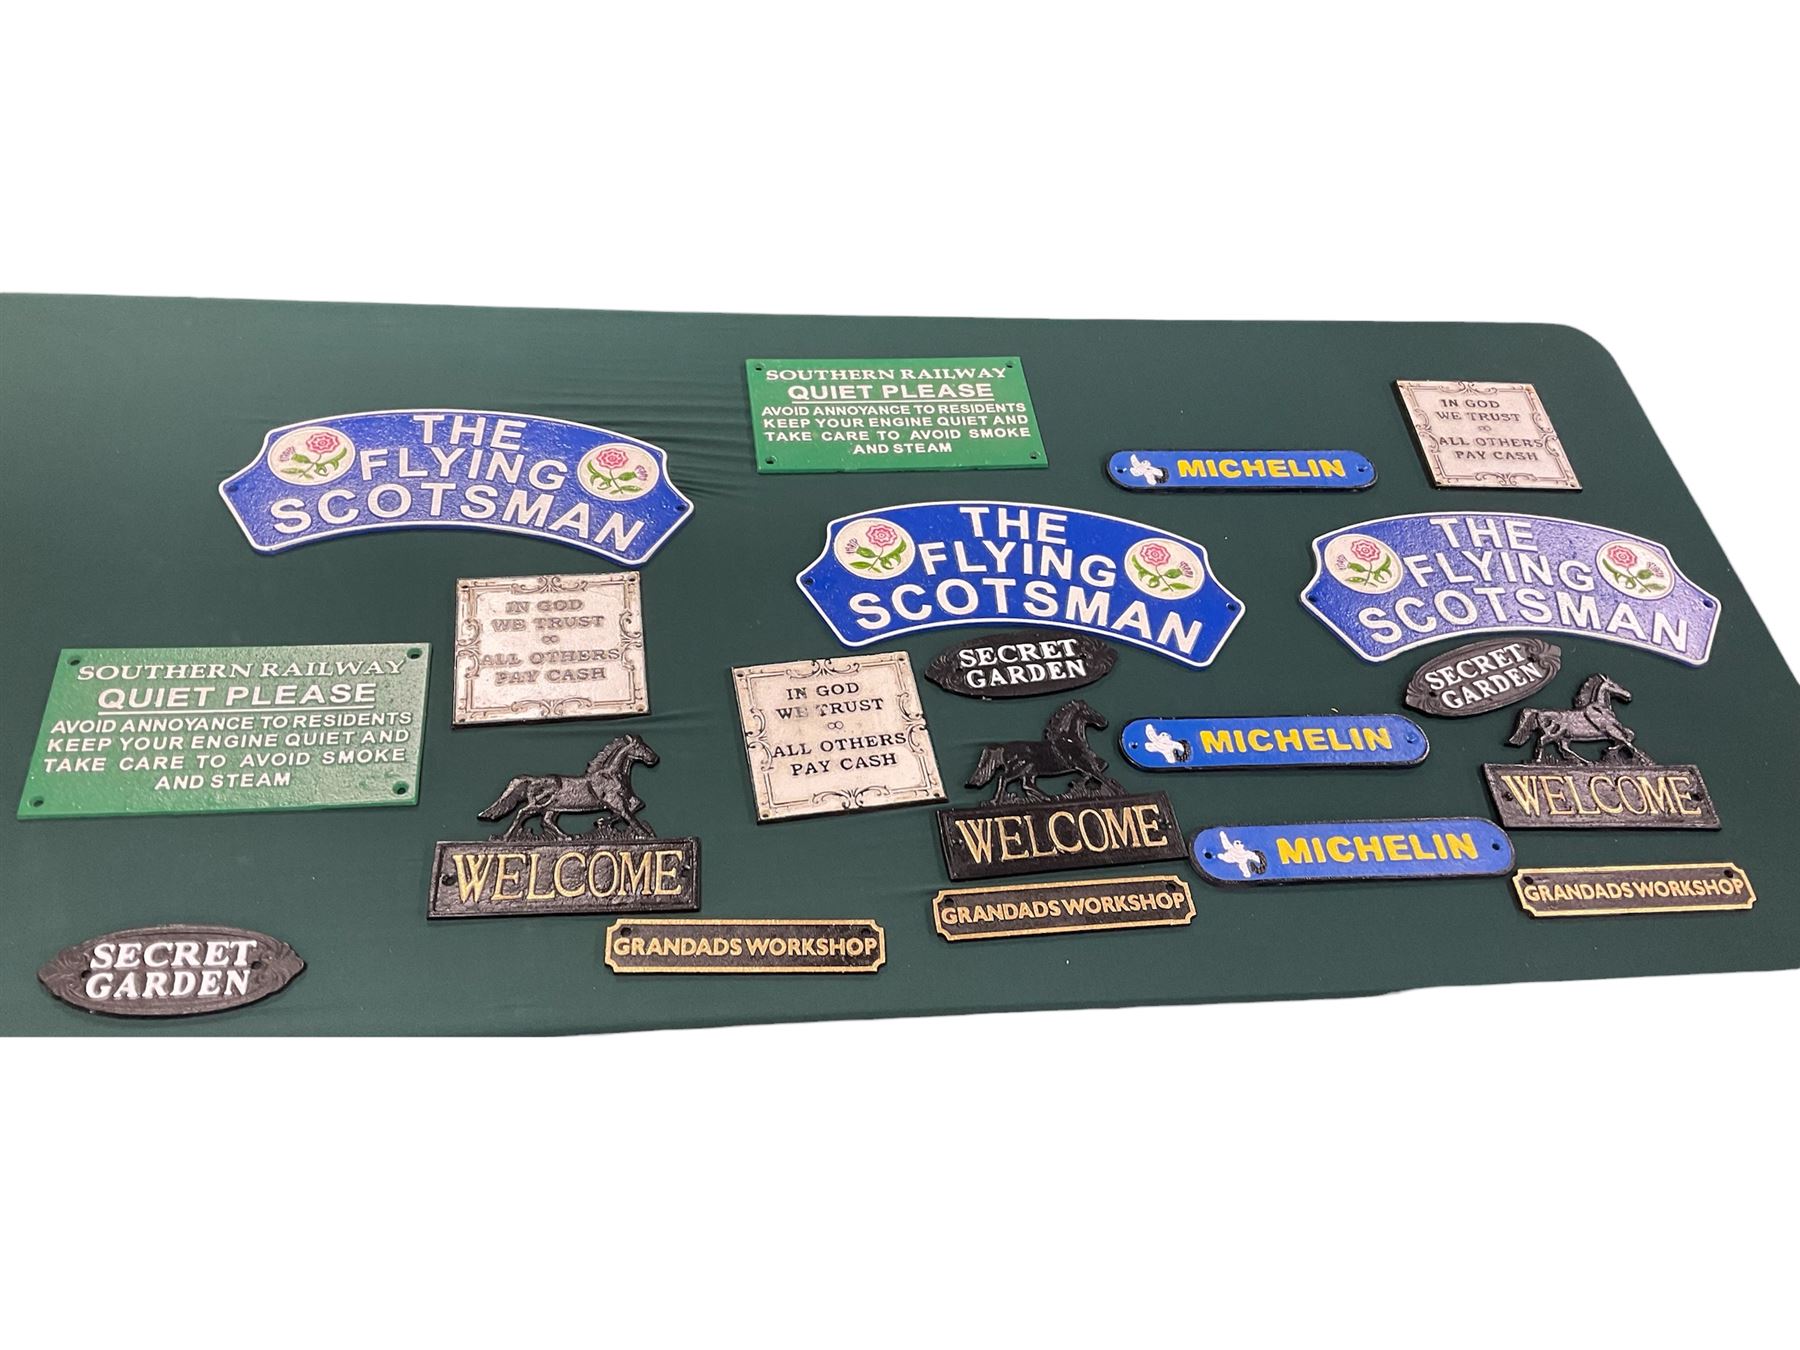 SOUTHERN RAILWAY
QUIET PLEASE
AVOID ANNOYANCE TO RESIDENTS
KEEP YOUR ENGINE QUIET AND
TAKE CARE TO AVOID SMOKE
AND STEAM
IN GOD
WE TRUST
∞
ALL OTHERS
PAY CASH
THE
FLYING
SCOTSMAN
MICHELIN
THE
FLYING
SCOTSMAN
THE
FLYING
SCOTSMAN
IN GOD
WE TRUST
∞
ALL OTHERS
PAY CASH
SECRET
GARDEN
SECRET
GARDEN
SOUTHERN RAILWAY
QUIET PLEASE
AVOID ANNOYANCE TO RESIDENTS
KEEP YOUR ENGINE QUIET AND
TAKE CARE TO AVOID SMOKE
AND STEAM
IN GOD
WE TRUST
∞
ALL OTHERS
PAY CASH
MICHELIN
WELCOME
WELCOME
WELCOME
MICHELIN
GRANDADS WORKSHOP
GRANDADS WORKSHOP
GRANDADS WORKSHOP
SECRET
GARDEN